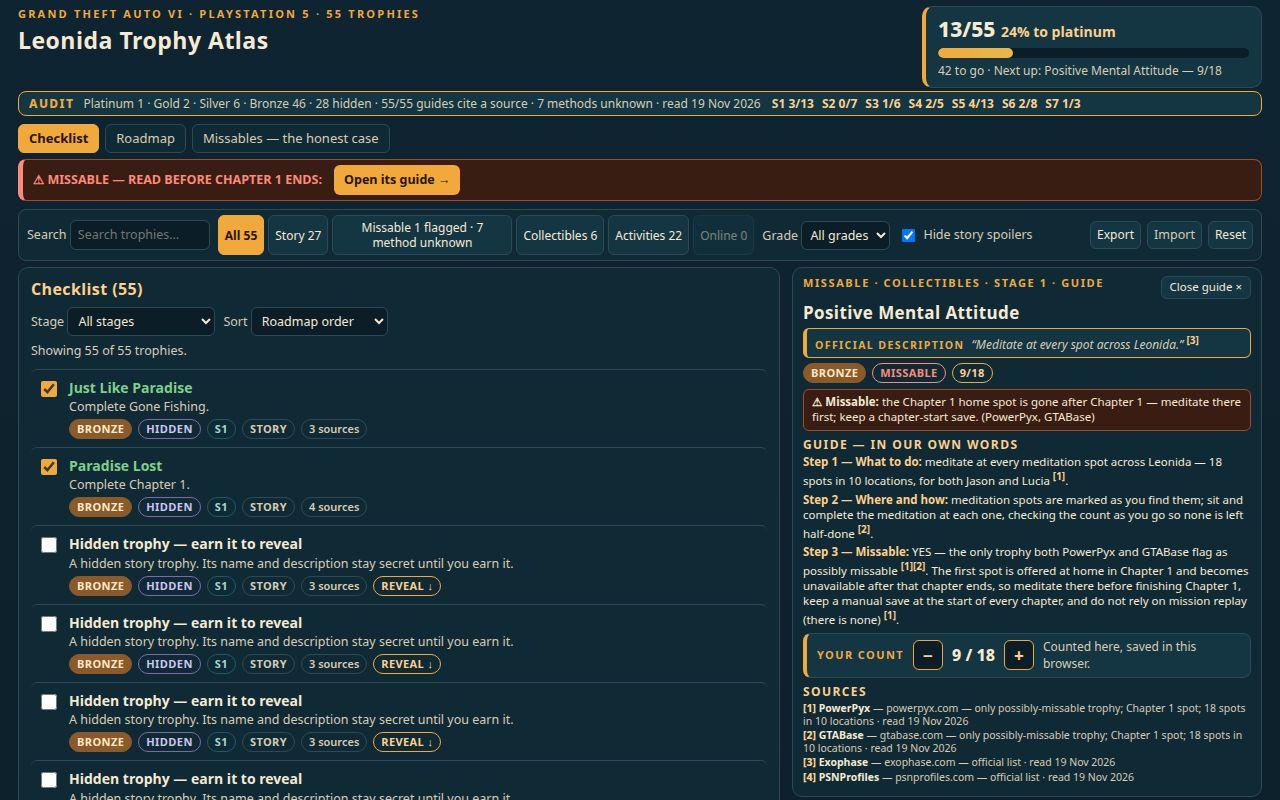 GRAND THEFT AUTO VI · PLAYSTATION 5 · 55 TROPHIES
Leonida Trophy Atlas
13/55 24% to platinum
42 to go · Next up: Positive Mental Attitude — 9/18
AUDIT Platinum 1 · Gold 2 · Silver 6 · Bronze 46 · 28 hidden · 55/55 guides cite a source · 7 methods unknown · read 19 Nov 2026 S1 3/13 S2 0/7 S3 1/6 S4 2/5 S5 4/13 S6 2/8 S7 1/3
Checklist Roadmap Missables — the honest case
⚠ MISSABLE — READ BEFORE CHAPTER 1 ENDS: Open its guide →
Search Search trophies... All 55 Story 27 Missable 1 flagged · 7
method unknown Collectibles 6 Activities 22 Online 0 Grade All grades Hide story spoilers Export Import Reset
Checklist (55)
Stage All stages Sort Roadmap order
Showing 55 of 55 trophies.
Just Like Paradise
Complete Gone Fishing.
BRONZE HIDDEN S1 STORY 3 sources
Paradise Lost
Complete Chapter 1.
BRONZE HIDDEN S1 STORY 4 sources
Hidden trophy — earn it to reveal
A hidden story trophy. Its name and description stay secret until you earn it.
BRONZE HIDDEN S1 STORY 3 sources REVEAL ↓
Hidden trophy — earn it to reveal
A hidden story trophy. Its name and description stay secret until you earn it.
BRONZE HIDDEN S1 STORY 3 sources REVEAL ↓
Hidden trophy — earn it to reveal
A hidden story trophy. Its name and description stay secret until you earn it.
BRONZE HIDDEN S1 STORY 3 sources REVEAL ↓
Hidden trophy — earn it to reveal
A hidden story trophy. Its name and description stay secret until you earn it.
MISSABLE · COLLECTIBLES · STAGE 1 · GUIDE Close guide ×
Positive Mental Attitude
OFFICIAL DESCRIPTION “Meditate at every spot across Leonida.” [3]
BRONZE MISSABLE 9/18
⚠ Missable: the Chapter 1 home spot is gone after Chapter 1 — meditate there
first; keep a chapter-start save. (PowerPyx, GTABase)
GUIDE — IN OUR OWN WORDS
Step 1 — What to do: meditate at every meditation spot across Leonida — 18
spots in 10 locations, for both Jason and Lucia [1].
Step 2 — Where and how: meditation spots are marked as you find them; sit and
complete the meditation at each one, checking the count as you go so none is left
half-done [2].
Step 3 — Missable: YES — the only trophy both PowerPyx and GTABase flag as
possibly missable [1][2]. The first spot is offered at home in Chapter 1 and becomes
unavailable after that chapter ends, so meditate there before finishing Chapter 1,
keep a manual save at the start of every chapter, and do not rely on mission replay
(there is none) [1].
YOUR COUNT − 9 / 18 + Counted here, saved in this
browser.
SOURCES
[1] PowerPyx — powerpyx.com — only possibly-missable trophy; Chapter 1 spot; 18 spots
in 10 locations · read 19 Nov 2026
[2] GTABase — gtabase.com — only possibly-missable trophy; Chapter 1 spot; 18 spots in
10 locations · read 19 Nov 2026
[3] Exophase — exophase.com — official list · read 19 Nov 2026
[4] PSNProfiles — psnprofiles.com — official list · read 19 Nov 2026